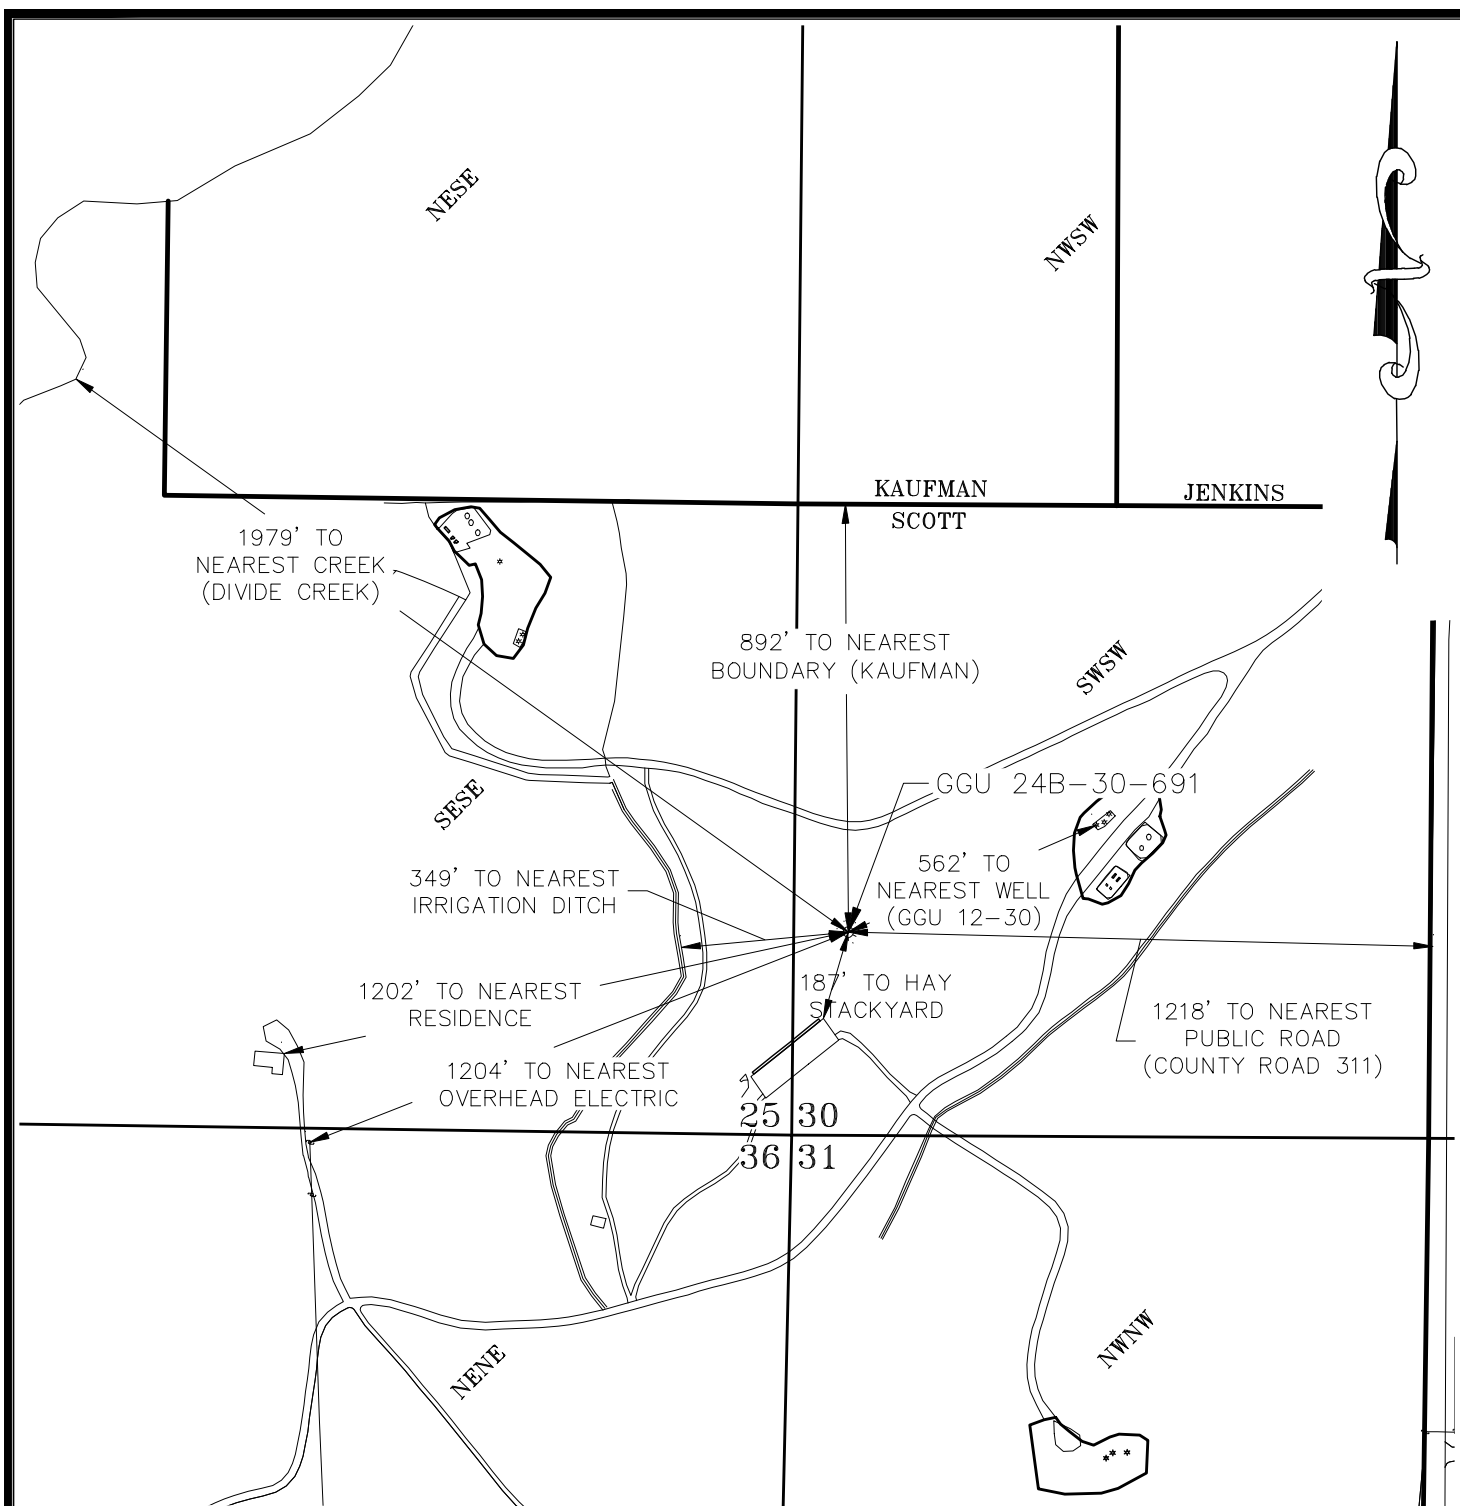 NESE
NWSW
KAUFMAN
JENKINS
SCOTT
1979' TO
NEAREST CREEK
(DIVIDE CREEK)
892' TO NEAREST
BOUNDARY (KAUFMAN)
SWSW
SESE
GGU 24B-30-691
349' TO NEAREST
IRRIGATION DITCH
562' TO
NEAREST WELL
(GGU 12-30)
1202' TO NEAREST
RESIDENCE
187' TO HAY
STACKYARD
1218' TO NEAREST
PUBLIC ROAD
(COUNTY ROAD 311)
1204' TO NEAREST
OVERHEAD ELECTRIC
25 30
36 31
NENE
NWNW